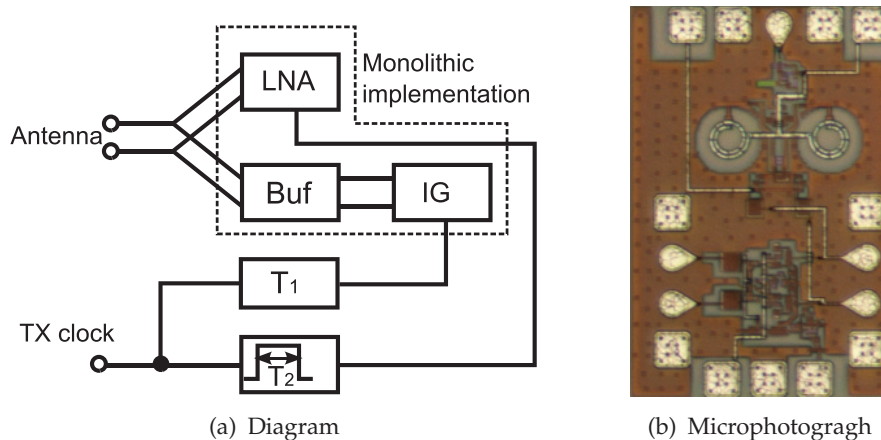 LNA
Monolithic
implementation
Antenna
Buf
IG
T1
TX clock
T2
(a) Diagram
(b) Microphotogragh